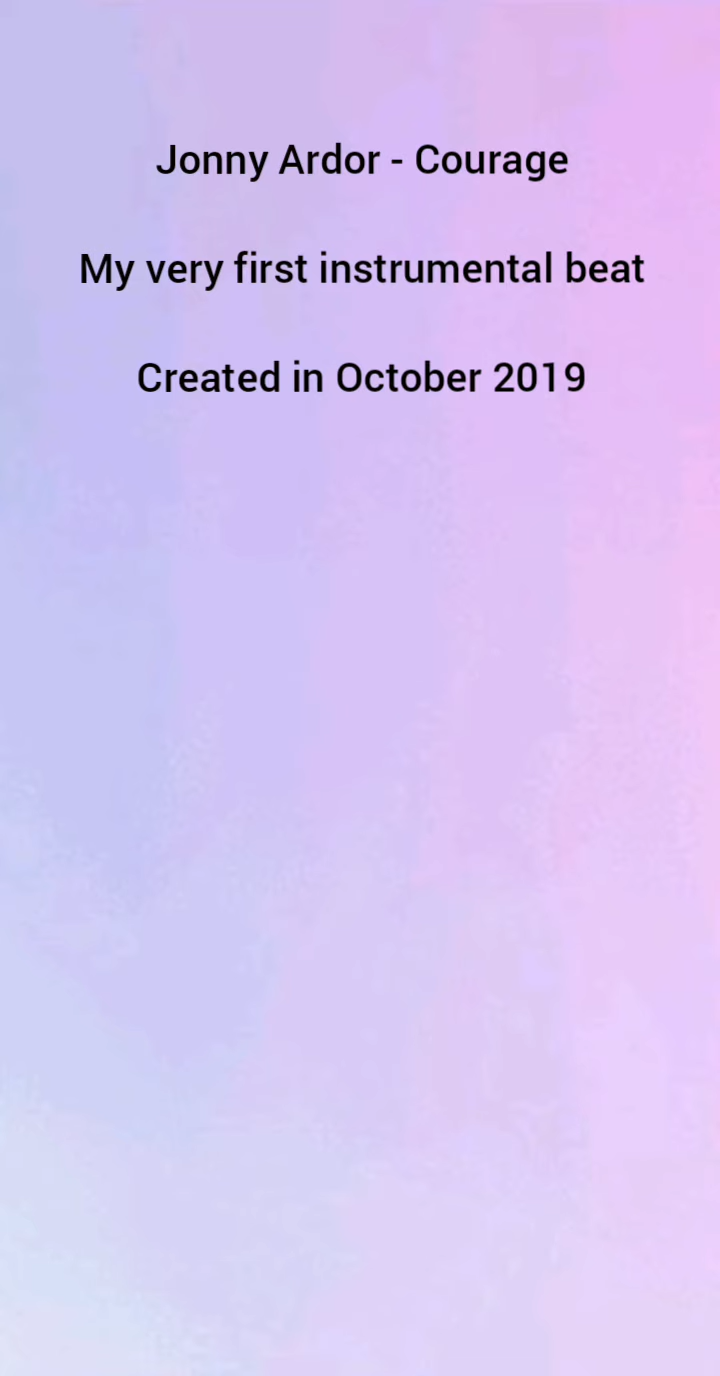 Jonny Ardor - Courage
My very first instrumental beat
Created in October 2019